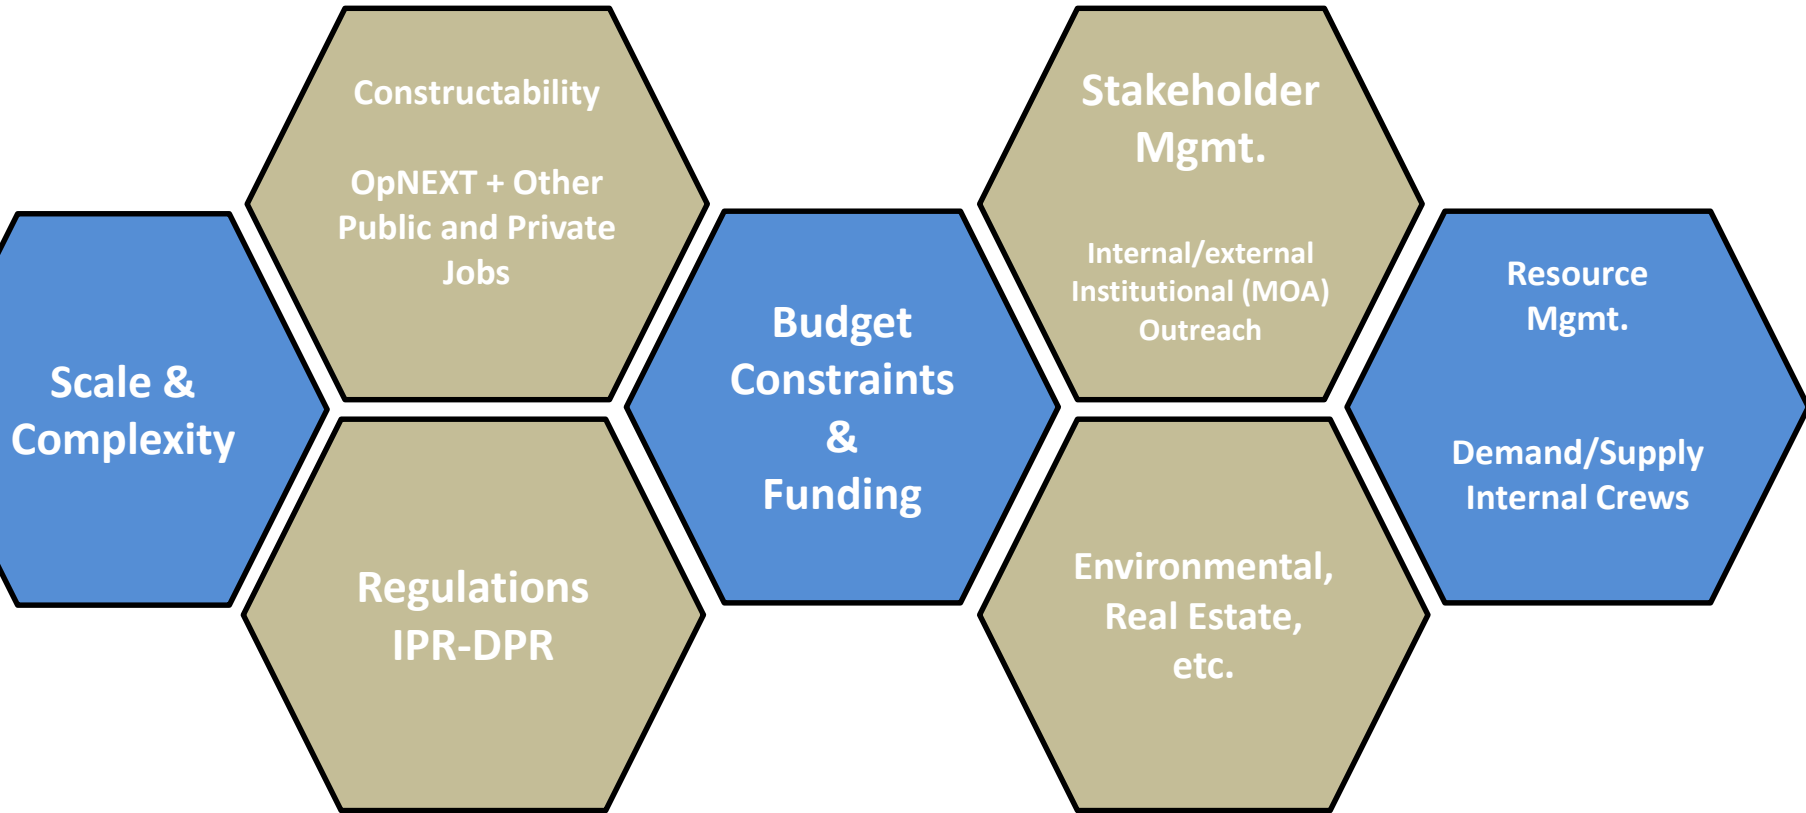 Scale &
Complexity
Constructability
OpNEXT + Other
Public and Private
Jobs
Regulations
IPR-DPR
Budget
Constraints
&
Funding
Stakeholder
Mgmt.
Internal/external
Institutional (MOA)
Outreach
Environmental,
Real Estate,
etc.
Resource
Mgmt.
Demand/Supply
Internal Crews